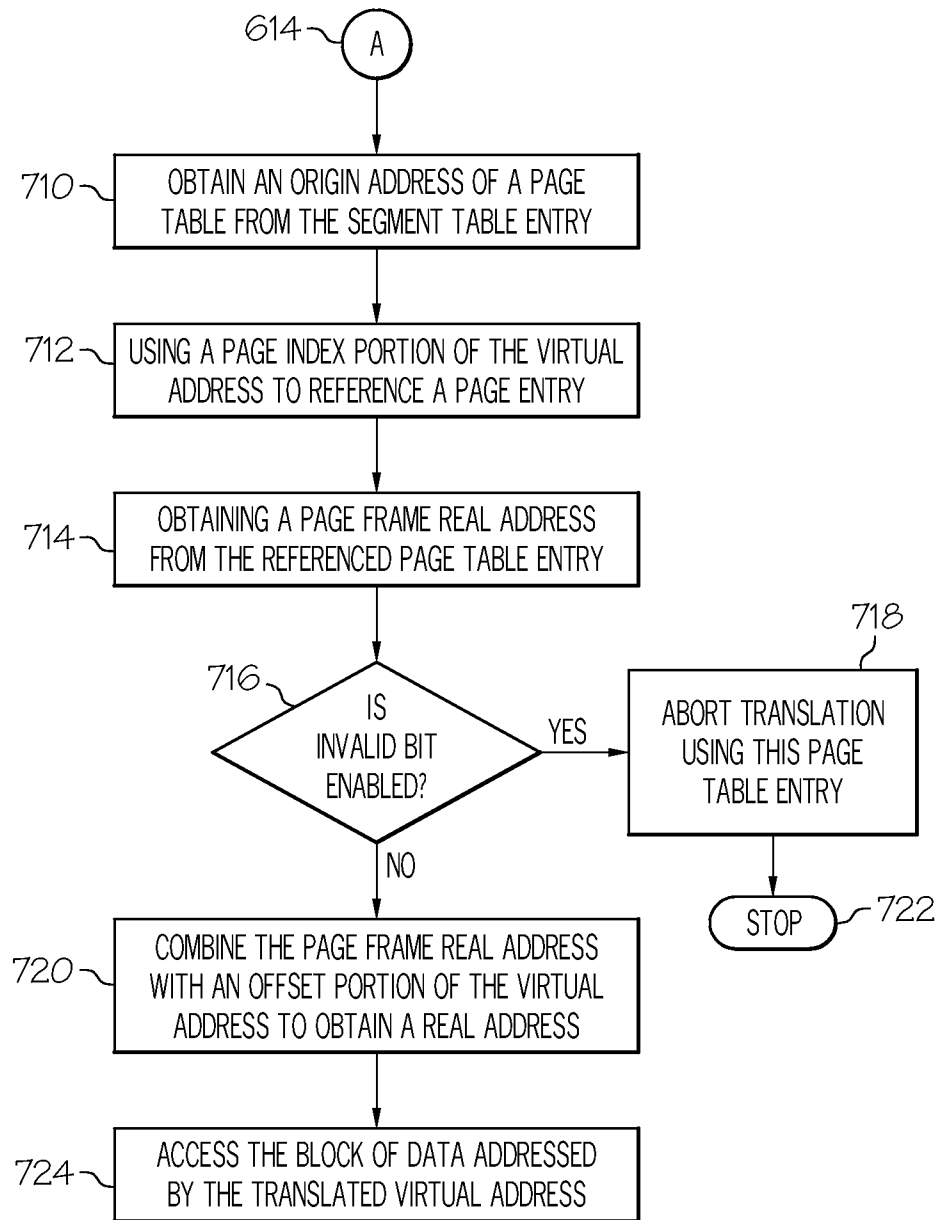 614
A
710
OBTAIN AN ORIGIN ADDRESS OF A PAGE
TABLE FROM THE SEGMENT TABLE ENTRY
712
USING A PAGE INDEX PORTION OF THE VIRTUAL
ADDRESS TO REFERENCE A PAGE ENTRY
714
OBTAINING A PAGE FRAME REAL ADDRESS
FROM THE REFERENCED PAGE TABLE ENTRY
716
IS
INVALID BIT
ENABLED?
YES
718
ABORT TRANSLATION
USING THIS PAGE
TABLE ENTRY
NO
STOP
722
720
COMBINE THE PAGE FRAME REAL ADDRESS
WITH AN OFFSET PORTION OF THE VIRTUAL
ADDRESS TO OBTAIN A REAL ADDRESS
724
ACCESS THE BLOCK OF DATA ADDRESSED
BY THE TRANSLATED VIRTUAL ADDRESS